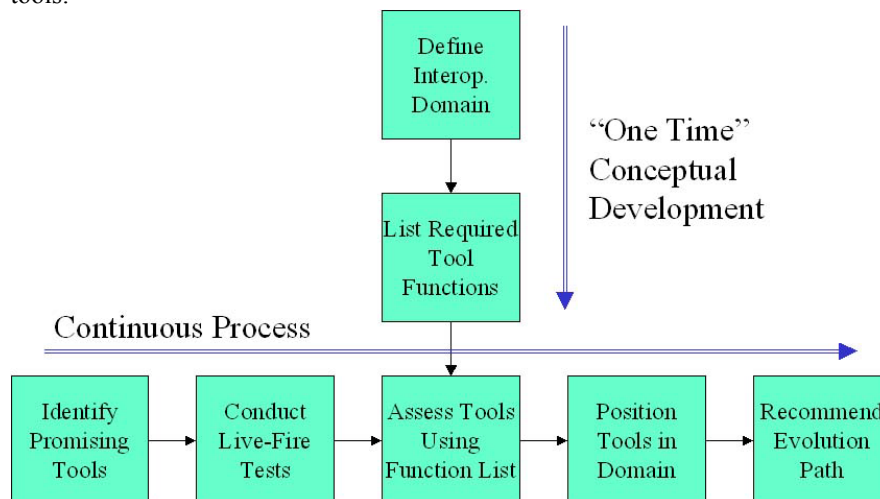 tools.
Define
Interop.
Domain
“One Time”
Conceptual
Development
List Required
Tool
Functions
Continuous Process
Identify
Promising
Tools
Conduct
Live-Fire
Tests
Assess Tools
Using
Function List
Position
Tools in
Domain
Recommend
Evolution
Path